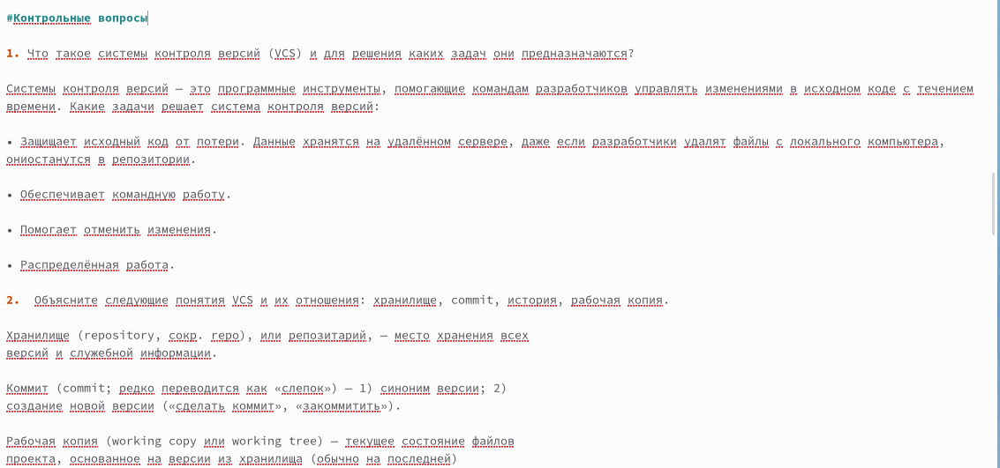 #Контрольные вопросы
1. Что такое системы контроля версий (VCS) и для решения каких задач они предназначаются?
Системы контроля версий — это программные инструменты, помогающие командам разработчиков управлять изменениями в исходном коде с течением
времени. Какие задачи решает система контроля версий:
• Защищает исходный код от потери. Данные хранятся на удалённом сервере, даже если разработчики удалят файлы с локального компьютера,
ониостанутся в репозитории.
• Обеспечивает командную работу.
• Помогает отменить изменения.
• Распределённая работа.
2. Объясните следующие понятия VCS и их отношения: хранилище, commit, история, рабочая копия.
Хранилище (repository, сокр. repo), или репозитарий, — место хранения всех
версий и служебной информации.
Коммит (commit; редко переводится как «слепок») — 1) синоним версии; 2)
создание новой версии («сделать коммит», «закоммитить»).
Рабочая копия (working copy или working tree) — текущее состояние файлов
проекта, основанное на версии из хранилища (обычно на последней)